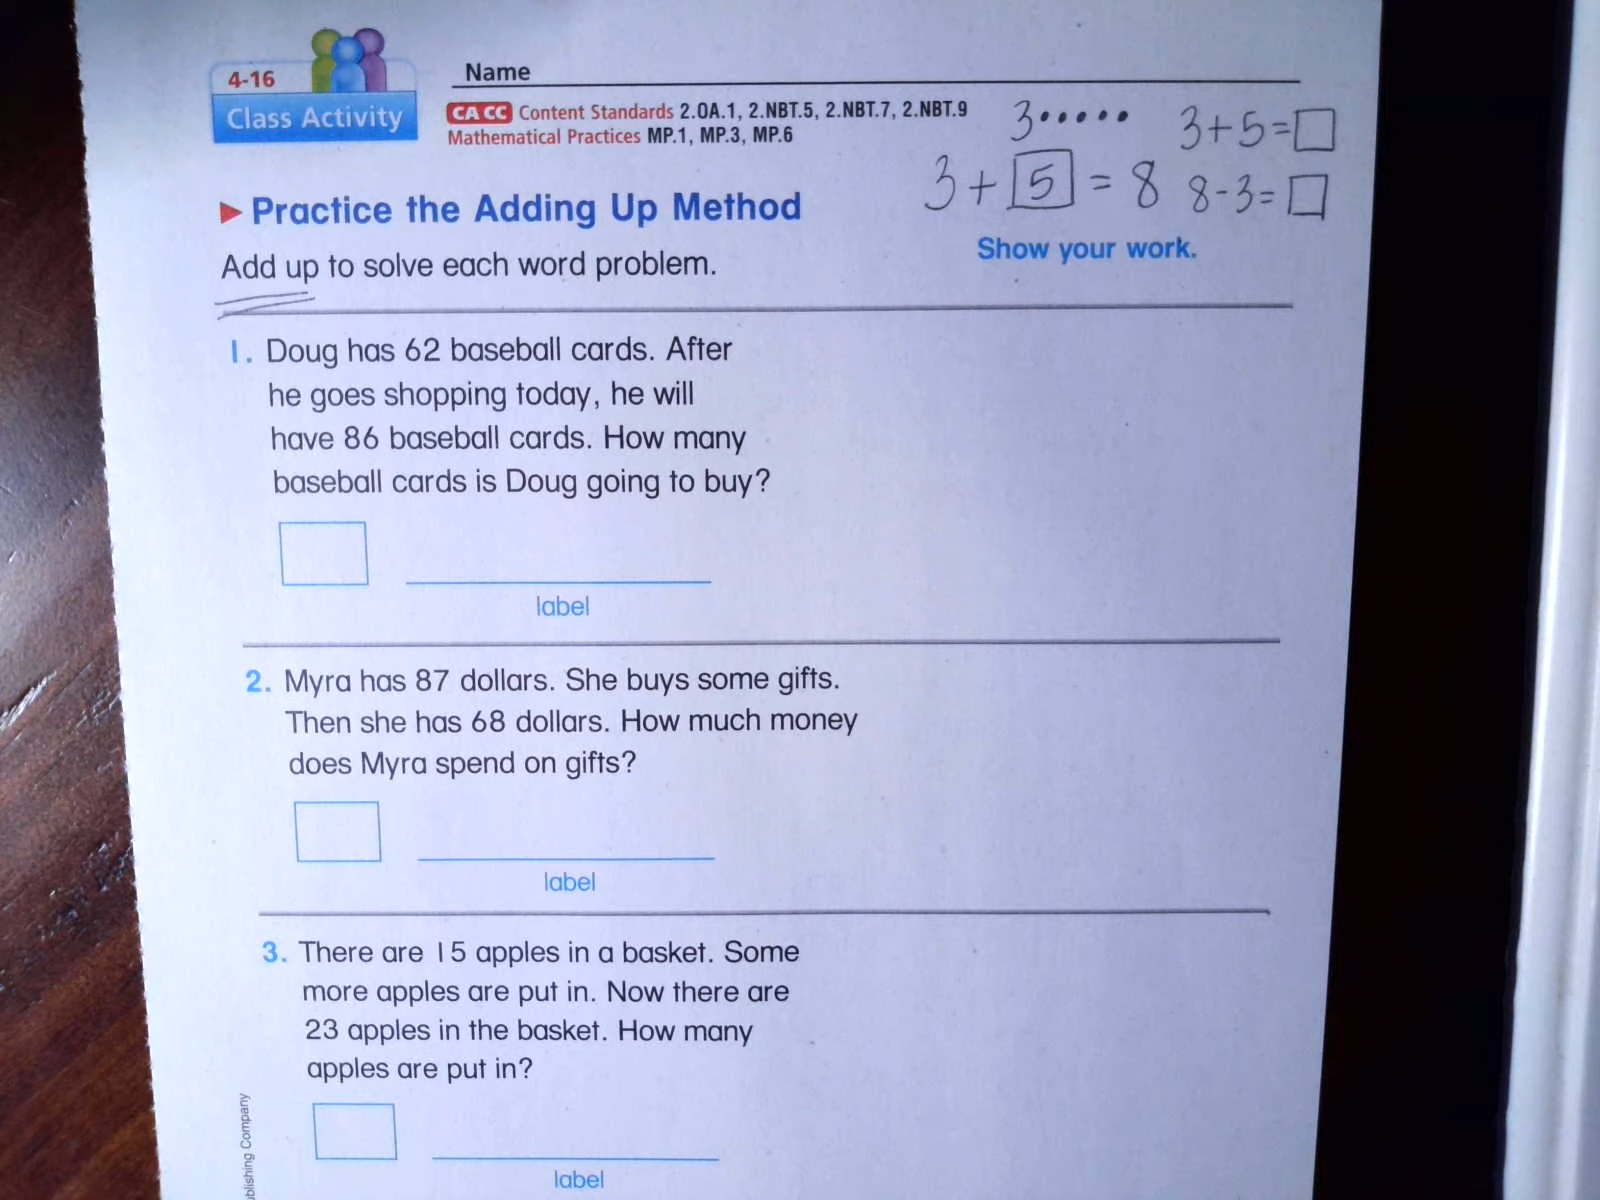 4-16
Class Activity
Name
CA CC Content Standards 2.OA.1, 2.NBT.5, 2.NBT.7, 2.NBT.9
Mathematical Practices MP.1, MP.3, MP.6
3•••••
3+5=□
3+5=8
8-3=□
Practice the Adding Up Method
Add up to solve each word problem.
Show your work.
1. Doug has 62 baseball cards. After
he goes shopping today, he will
have 86 baseball cards. How many
baseball cards is Doug going to buy?
label
2. Myra has 87 dollars. She buys some gifts.
Then she has 68 dollars. How much money
does Myra spend on gifts?
label
3. There are 15 apples in a basket. Some
more apples are put in. Now there are
23 apples in the basket. How many
apples are put in?
label
Company